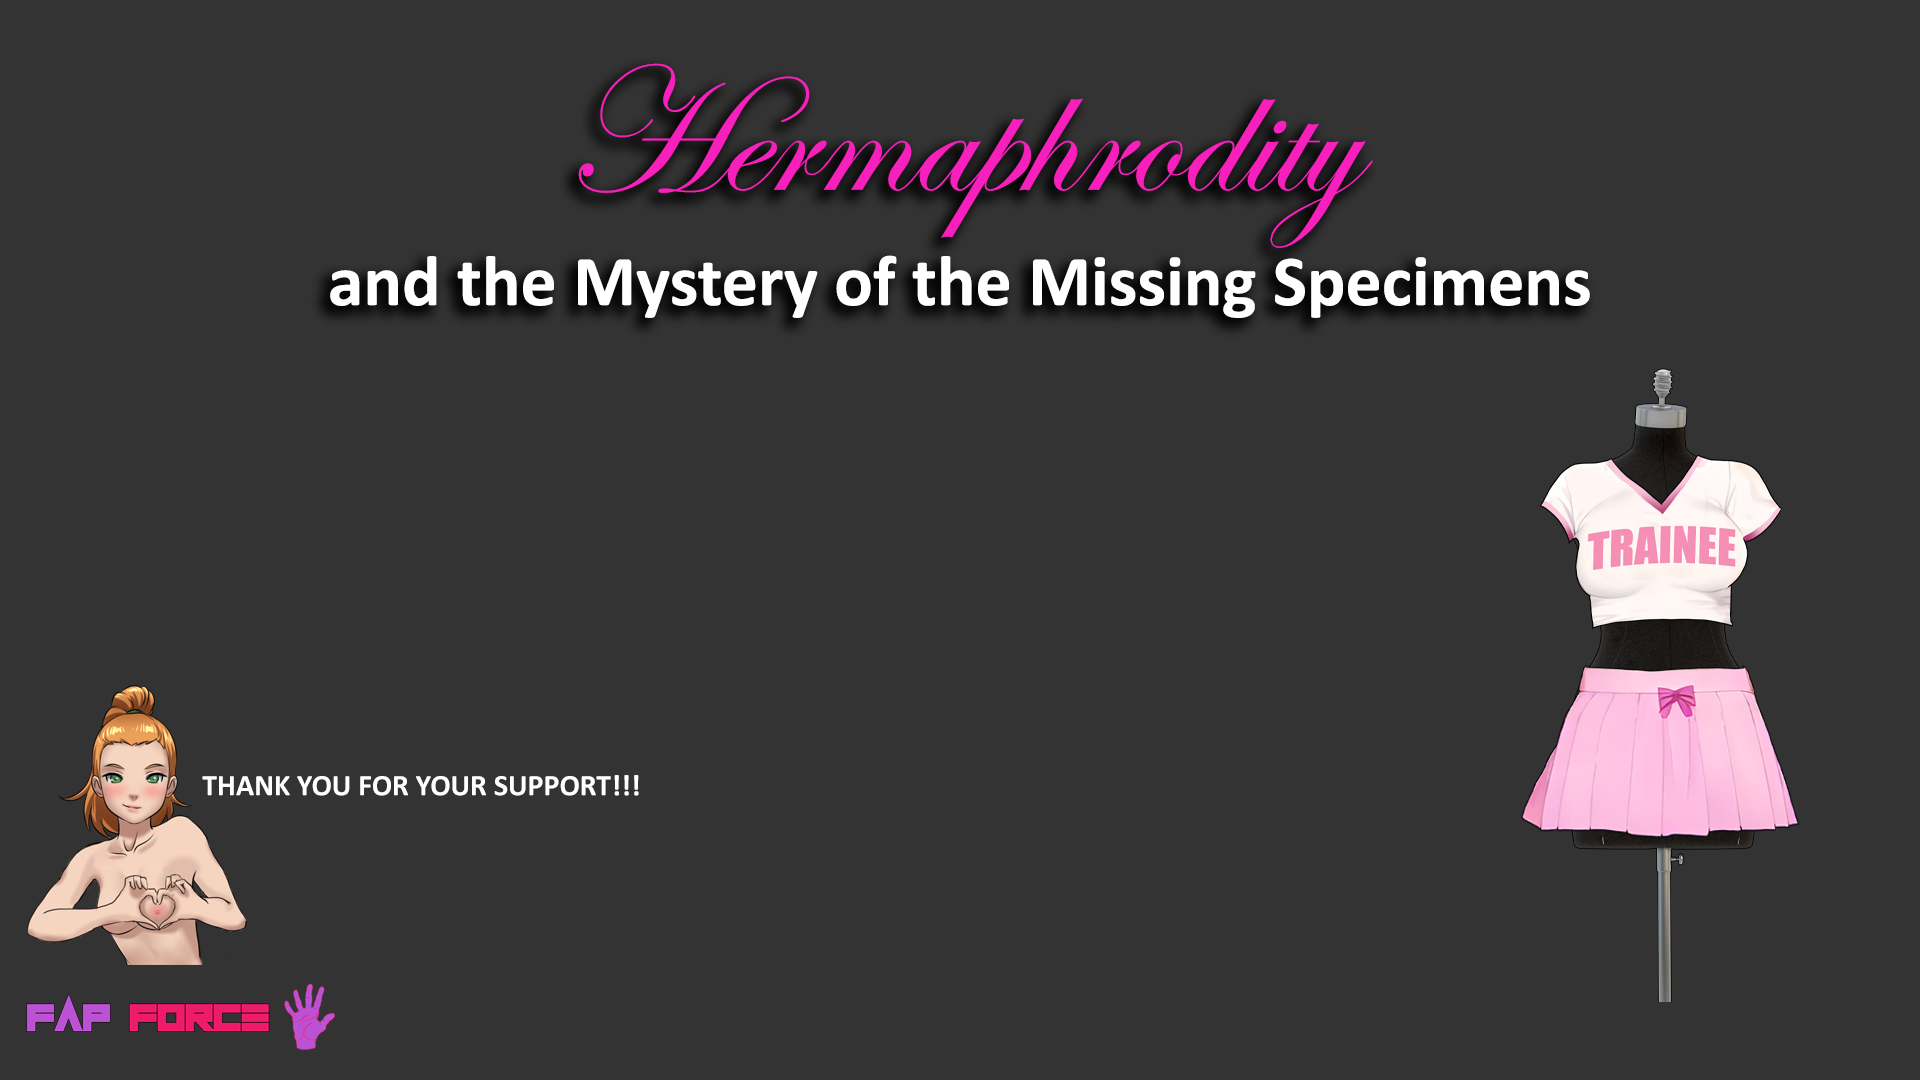 Hermaphrodity
and the Mystery of the Missing Specimens
TRAINEE
THANK YOU FOR YOUR SUPPORT!!!
FAP FORCE